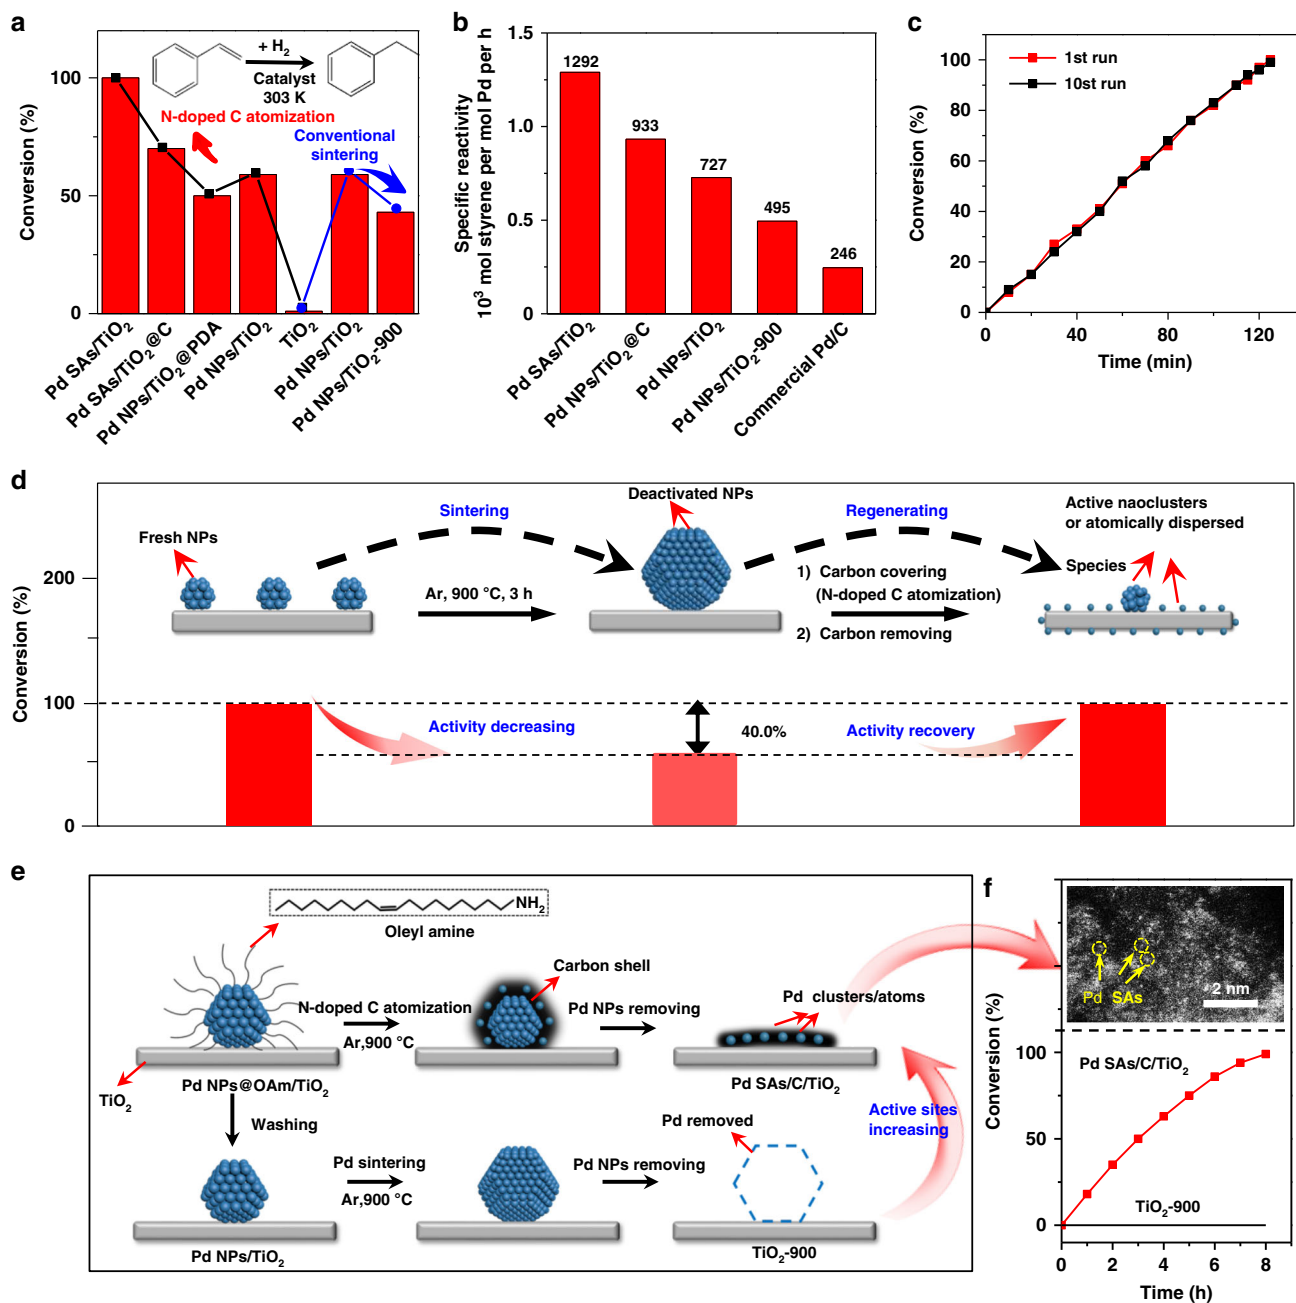 a
Conversion (%)
100
50
0
+ H2
Catalyst
303 K
N-doped C atomization
Conventional
sintering
Pd SAs/TiO2
Pd SAs/TiO2@C
Pd NPs/TiO2@PDA
Pd NPs/TiO2
TiO2
Pd NPs/TiO2
Pd NPs/TiO2-900
b
Specific reactivity
10³ mol styrene per mol Pd per h
1.5
1.0
0.5
0
1292
933
727
495
246
Pd SAs/TiO2
Pd NPs/TiO2@C
Pd NPs/TiO2
Pd NPs/TiO2-900
Commercial Pd/C
c
Conversion (%)
100
80
60
40
20
0
1st run
10st run
0 40 80 120
Time (min)
d
Conversion (%)
200
100
0
Fresh NPs
Sintering
Ar, 900 °C, 3 h
Deactivated NPs
Regenerating
1) Carbon covering
(N-doped C atomization)
2) Carbon removing
Active naoclusters
or atomically dispersed
Species
Activity decreasing
40.0%
Activity recovery
e
NH2
Oleyl amine
N-doped C atomization
Ar,900 °C
Carbon shell
Pd NPs removing
Pd clusters/atoms
TiO2
Pd NPs@OAm/TiO2
Pd SAs/C/TiO2
Washing
Active sites
increasing
Pd sintering
Ar,900 °C
Pd NPs removing
Pd removed
Pd NPs/TiO2
TiO2-900
f
Pd SAs
2 nm
Conversion (%)
100
50
0
Pd SAs/C/TiO2
TiO2-900
0 2 4 6 8
Time (h)